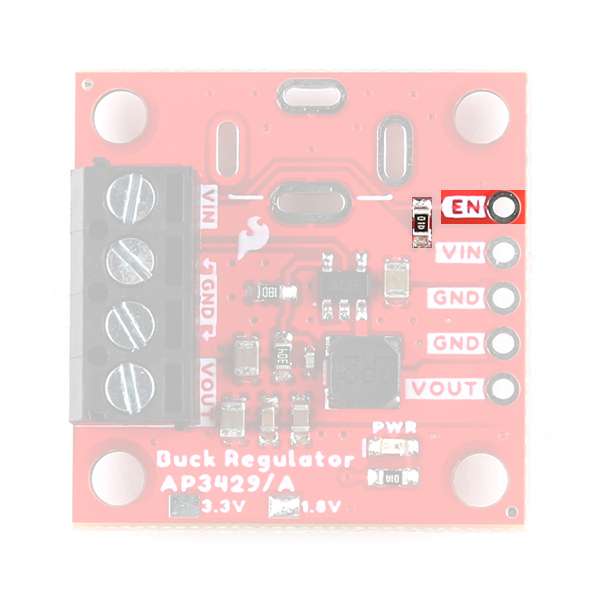 VIN
EN
VIN
GND
GND
GND
VOUT
VOUT
PWR
Buck Regulator
AP3429/A
3.3V
1.8V